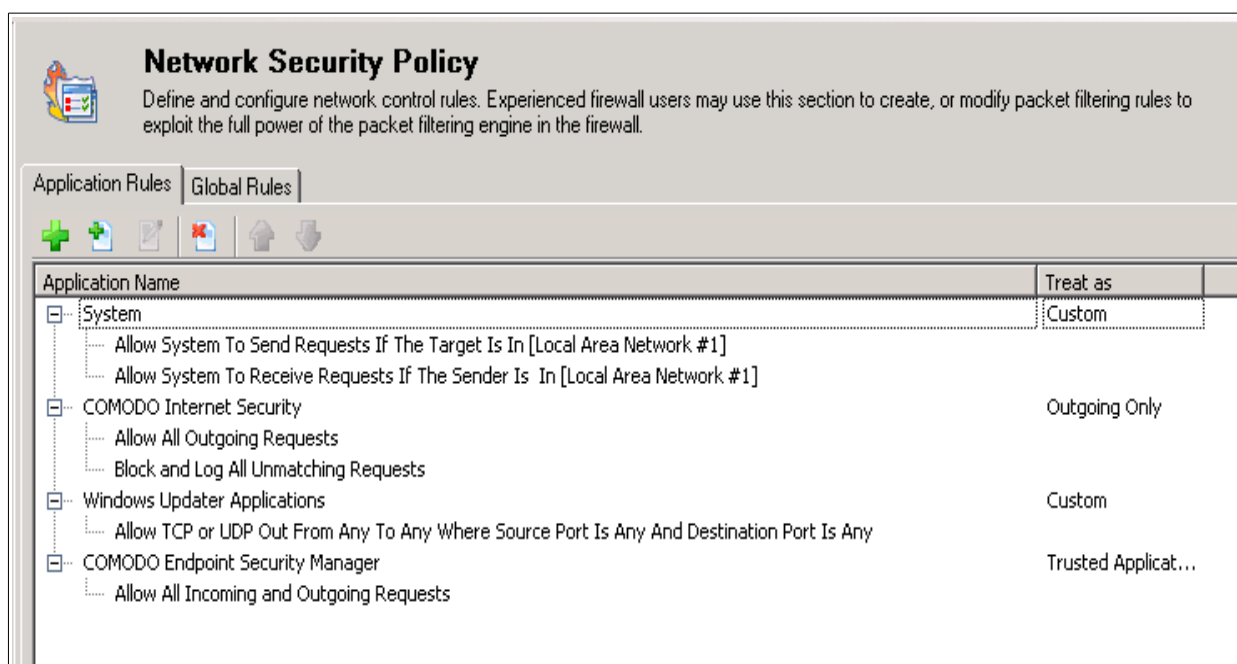 Network Security Policy
Define and configure network control rules. Experienced firewall users may use this section to create, or modify packet filtering rules to
exploit the full power of the packet filtering engine in the firewall.
Application Rules
Global Rules
Application Name
Treat as
System
Custom
Allow System To Send Requests If The Target Is In [Local Area Network #1]
Allow System To Receive Requests If The Sender Is  In [Local Area Network #1]
COMODO Internet Security
Outgoing Only
Allow All Outgoing Requests
Block and Log All Unmatching Requests
Windows Updater Applications
Custom
Allow TCP or UDP Out From Any To Any Where Source Port Is Any And Destination Port Is Any
COMODO Endpoint Security Manager
Trusted Applicat...
Allow All Incoming and Outgoing Requests